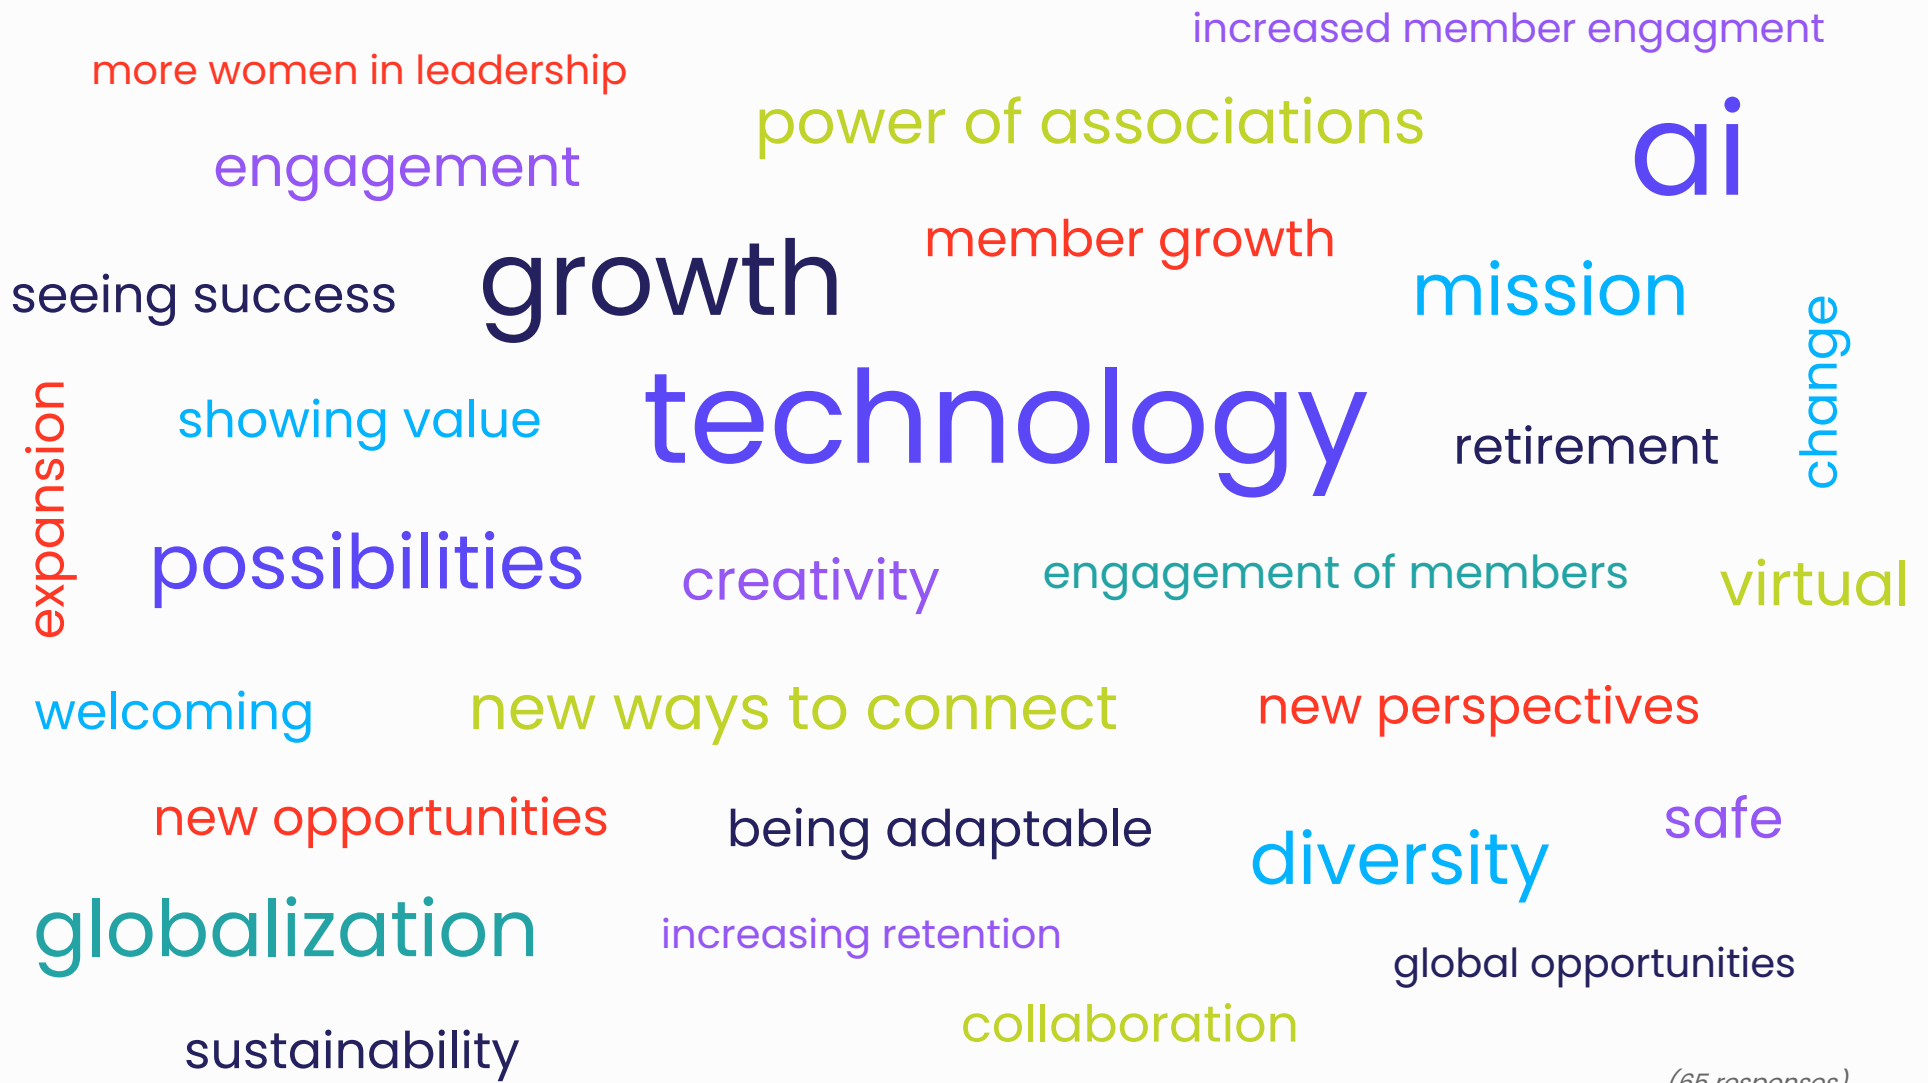 increased member engagment
more women in leadership
power of associations
ai
engagement
member growth
growth
seeing success
mission
change
technology
showing value
retirement
expansion
possibilities
creativity
engagement of members
virtual
welcoming
new ways to connect
new perspectives
new opportunities
being adaptable
safe
diversity
globalization
increasing retention
global opportunities
collaboration
sustainability
(65 responses)